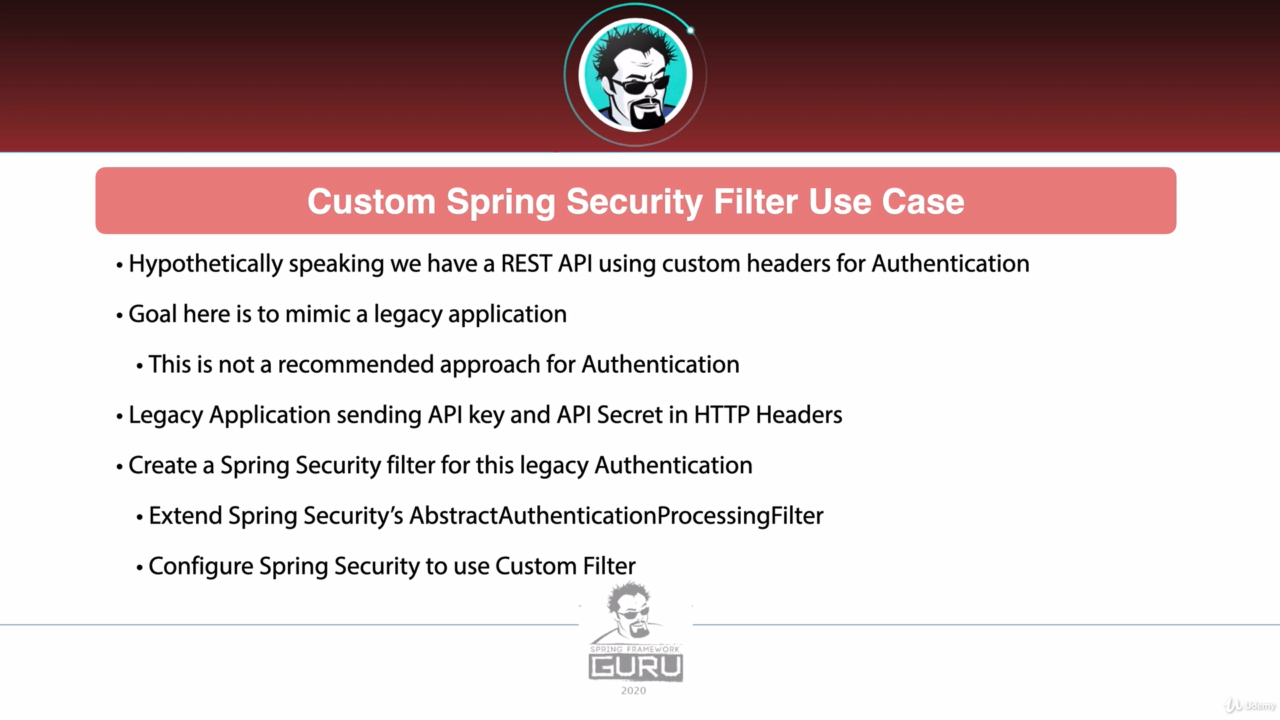 Custom Spring Security Filter Use Case
• Hypothetically speaking we have a REST API using custom headers for Authentication
• Goal here is to mimic a legacy application
• This is not a recommended approach for Authentication
• Legacy Application sending API key and API Secret in HTTP Headers
• Create a Spring Security filter for this legacy Authentication
• Extend Spring Security’s AbstractAuthenticationProcessingFilter
• Configure Spring Security to use Custom Filter
SPRING FRAMEWORK
GURU
2020
Udemy